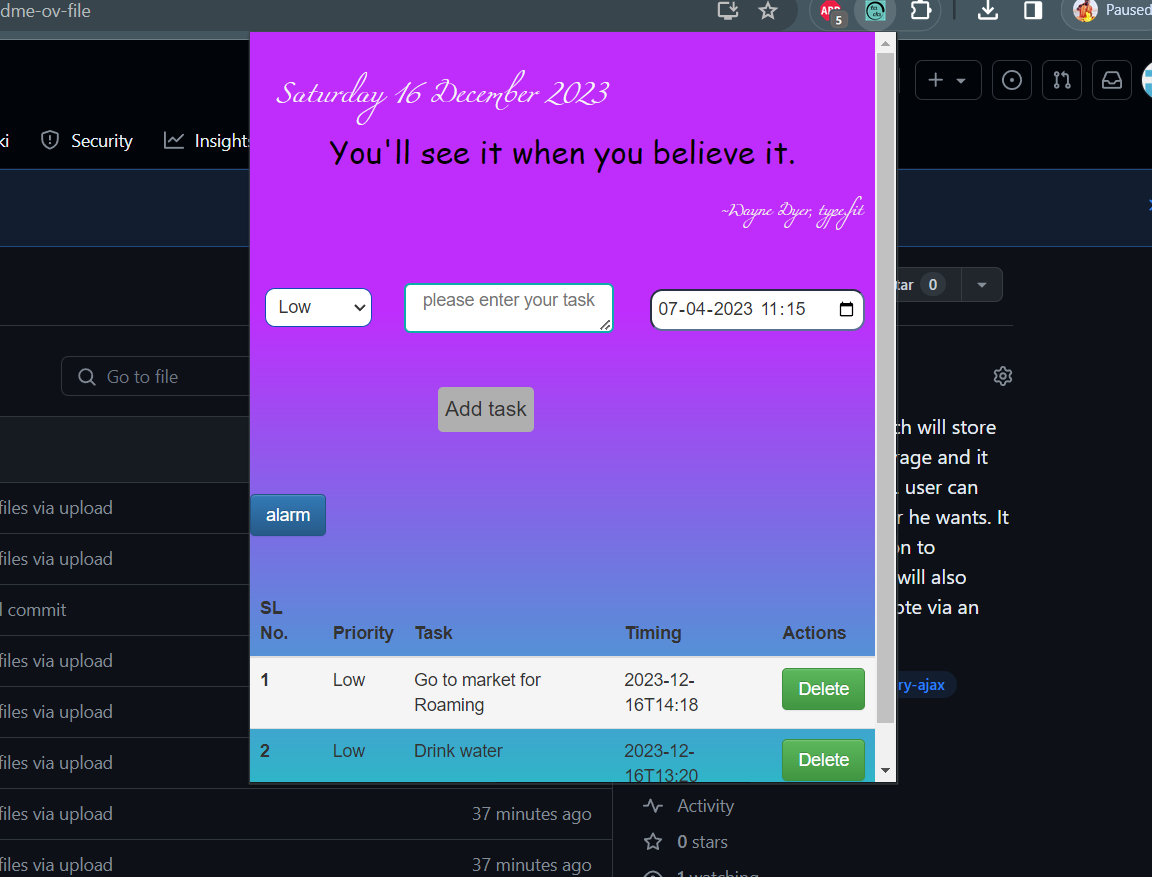 dme-ov-file
5
Paused
Security
Insights
Saturday 16 December 2023
You'll see it when you believe it.
~Wayne Dyer, type.fit
Low
please enter your task
07-04-2023 11:15
0
Go to file
Add task
alarm
th will store
rage and it
user can
r he wants. It
on to
will also
ote via an
ry-ajax
SL No. Priority Task Timing Actions
1 Low Go to market for Roaming 2023-12-16T14:18 Delete
2 Low Drink water 2023-12-16T13:20 Delete
files via upload
files via upload
l commit
files via upload
files via upload
files via upload
files via upload 37 minutes ago
files via upload 37 minutes ago
Activity
0 stars
1 watching